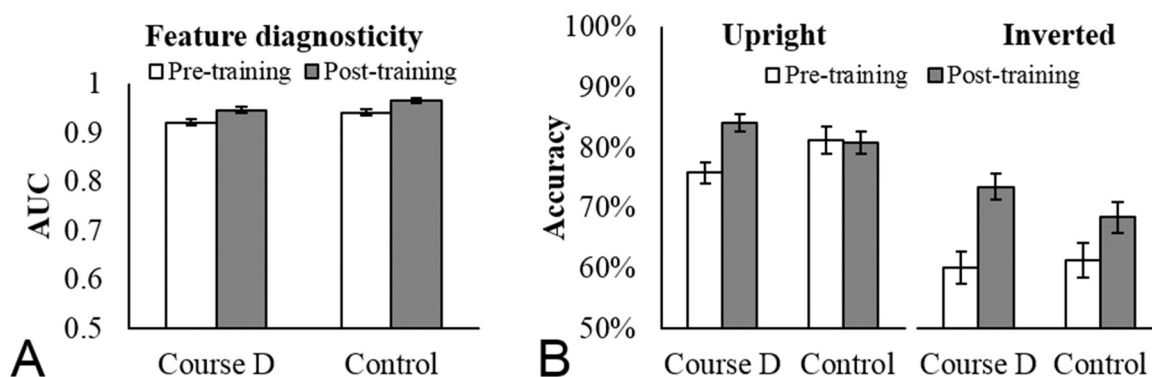 Feature diagnosticity
Pre-training Post-training
AUC
1
0.9
0.8
0.7
0.6
0.5
Course D Control
A
Upright Inverted
Pre-training Post-training
Accuracy
100%
90%
80%
70%
60%
50%
Course D Control Course D Control
B